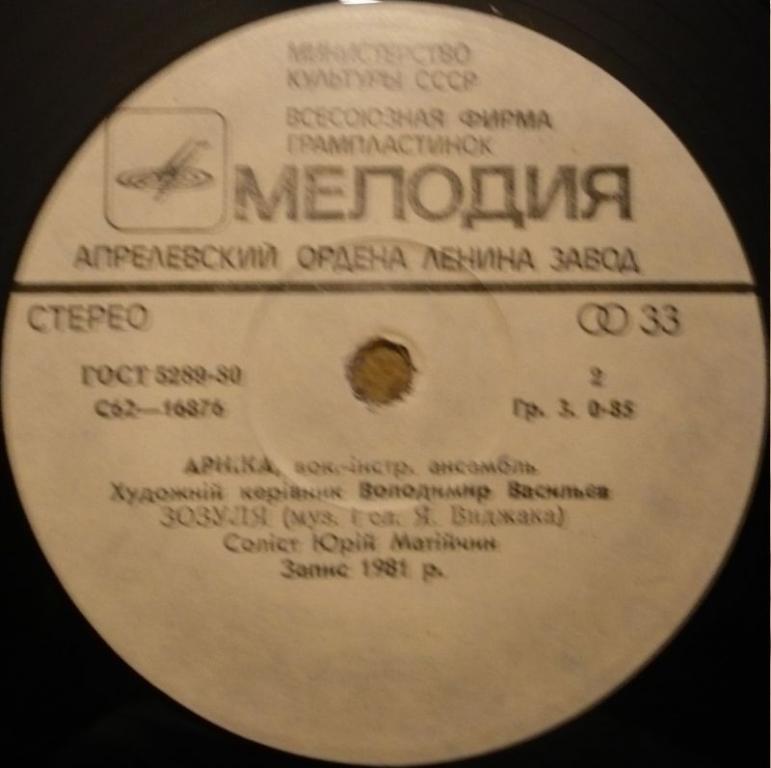 МИНИСТЕРСТВО
КУЛЬТУРЫ СССР
ВСЕСОЮЗНАЯ ФИРМА
ГРАМПЛАСТИНОК
МЕЛОДИЯ
АПРЕЛЕВСКИЙ ОРДЕНА ЛЕНИНА ЗАВОД
СТЕРЕО 33
ГОСТ 5289-80 2
С62—16876 Гр. 3. 0-85
АРНІКА, вок.-інстр. ансамбль
Художній керівник Володимир Васильєв
ЗОЗУЛЯ (муз. і сл. Я. Виджака)
Соліст Юрій Матійчин
Запис 1981 р.